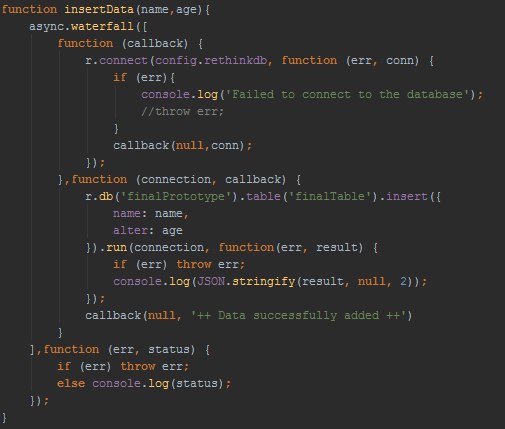 function insertData(name,age){
    async.waterfall([
        function (callback) {
            r.connect(config.rethinkdb, function (err, conn) {
                if (err){
                    console.log('Failed to connect to the database');
                    //throw err;
                }
                callback(null,conn);
            });
        },function (connection, callback) {
            r.db('finalPrototype').table('finalTable').insert({
                name: name,
                alter: age
            }).run(connection, function(err, result) {
                if (err) throw err;
                console.log(JSON.stringify(result, null, 2));
            });
            callback(null, '++ Data successfully added ++')
        }
    ],function (err, status) {
        if (err) throw err;
        else console.log(status);
    });
}